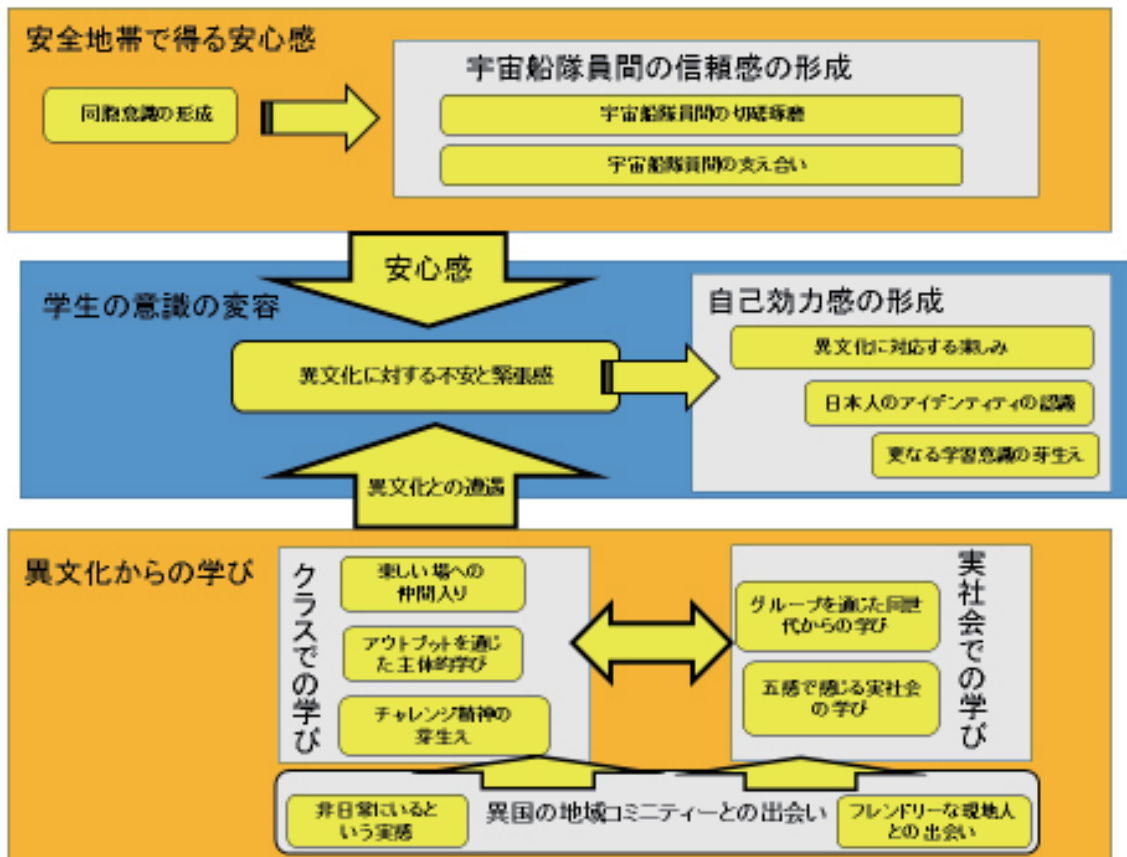 安全地帯で得る安心感
同胞意識の形成
宇宙船隊員間の信頼感の形成
宇宙船隊員間の切磋琢磨
宇宙船隊員間の支え合い
安心感
学生の意識の変容
異文化に対する不安と緊張感
自己効力感の形成
異文化に対応する楽しみ
日本人のアイデンティティの認識
更なる学習意識の芽生え
異文化との遭遇
異文化からの学び
クラスでの学び
楽しい場への
仲間入り
アウトプットを通じ
た主体的学び
チャレンジ精神の
芽生え
実社会での学び
グループを通じた同世
代からの学び
五感で感じる実社会
の学び
異国の地域コミニティーとの出会い
非日常にいると
いう実感
フレンドリーな現地人
との出会い